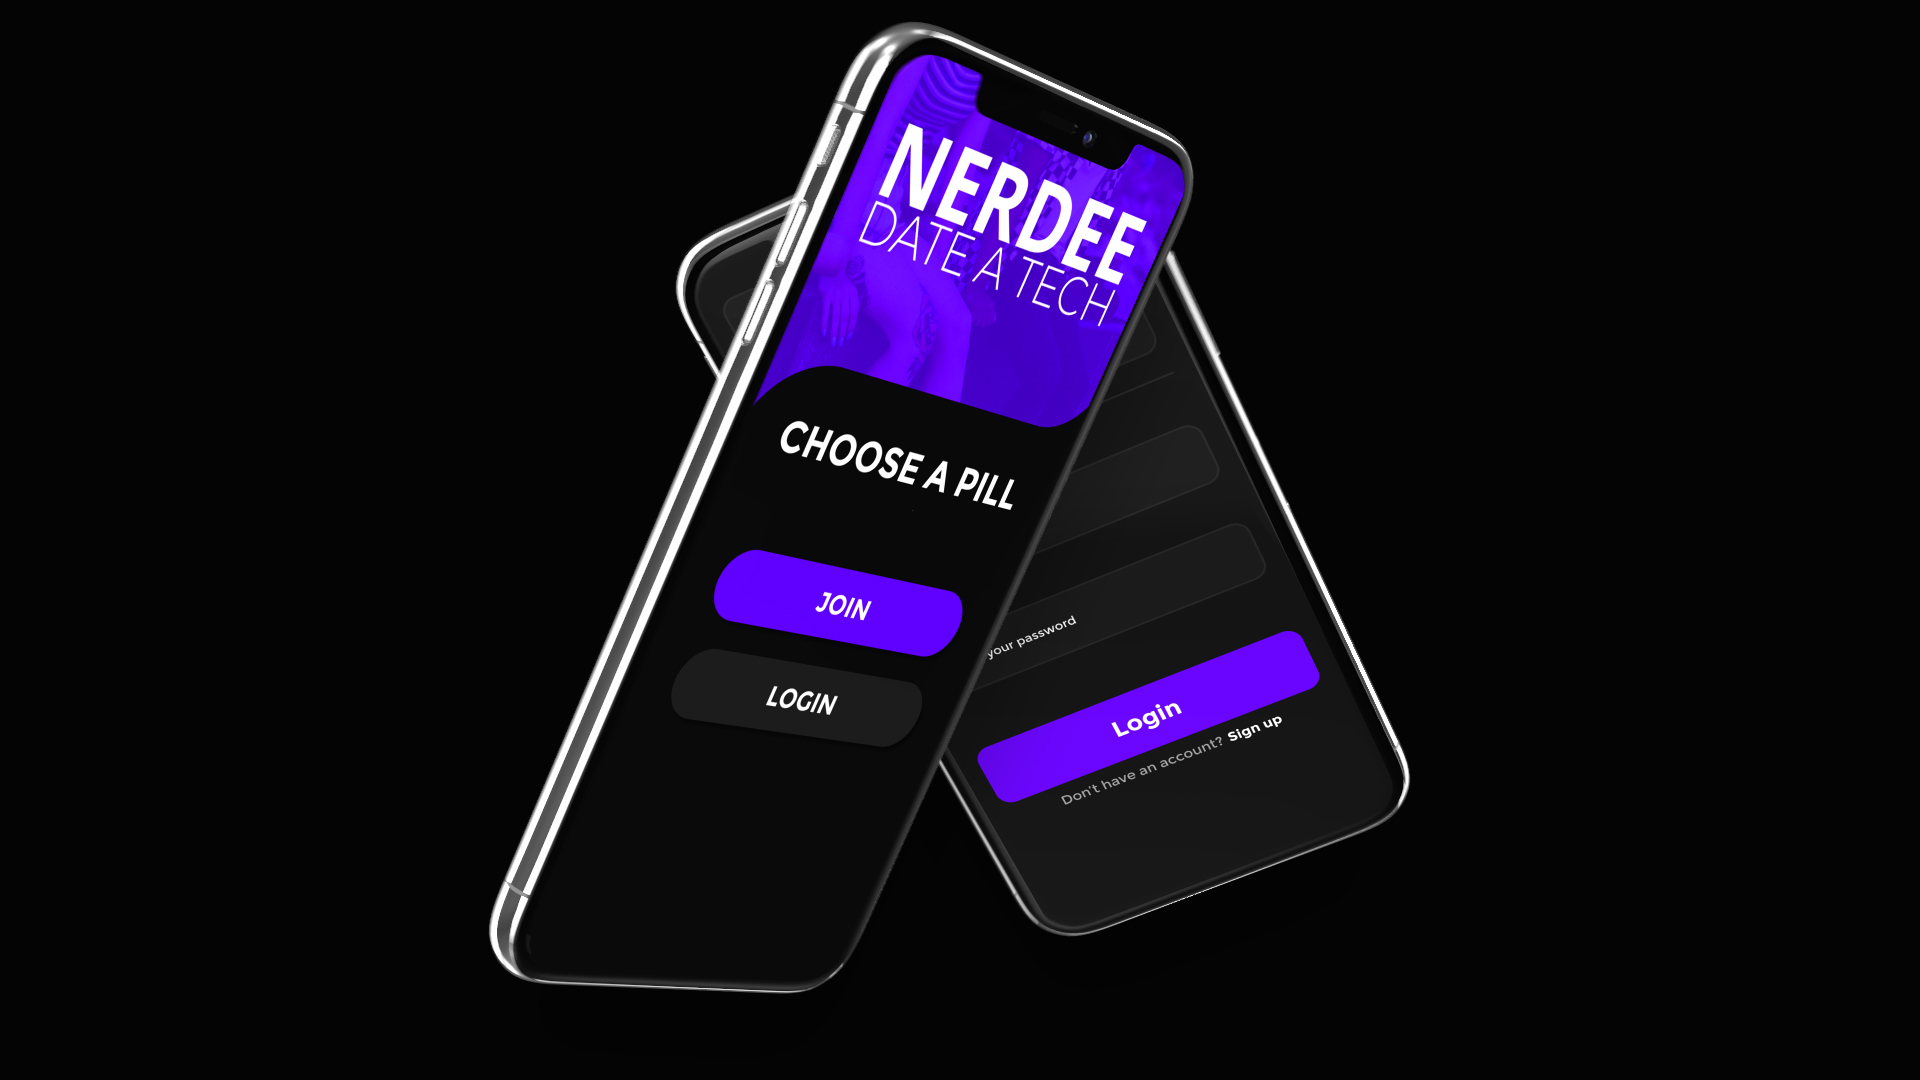 NERDEE
DATE A TECH
CHOOSE A PILL
JOIN
LOGIN
your password
Login
Don't have an account? Sign up